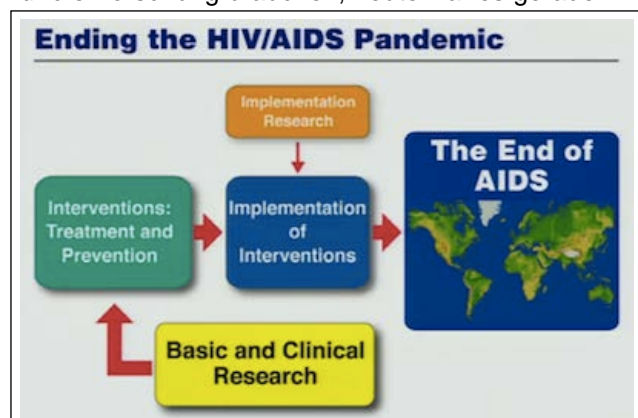 Ending the HIV/AIDS Pandemic
Implementation
Research
The End of
AIDS
Interventions:
Treatment and
Prevention
Implementation
of
Interventions
Basic and Clinical
Research